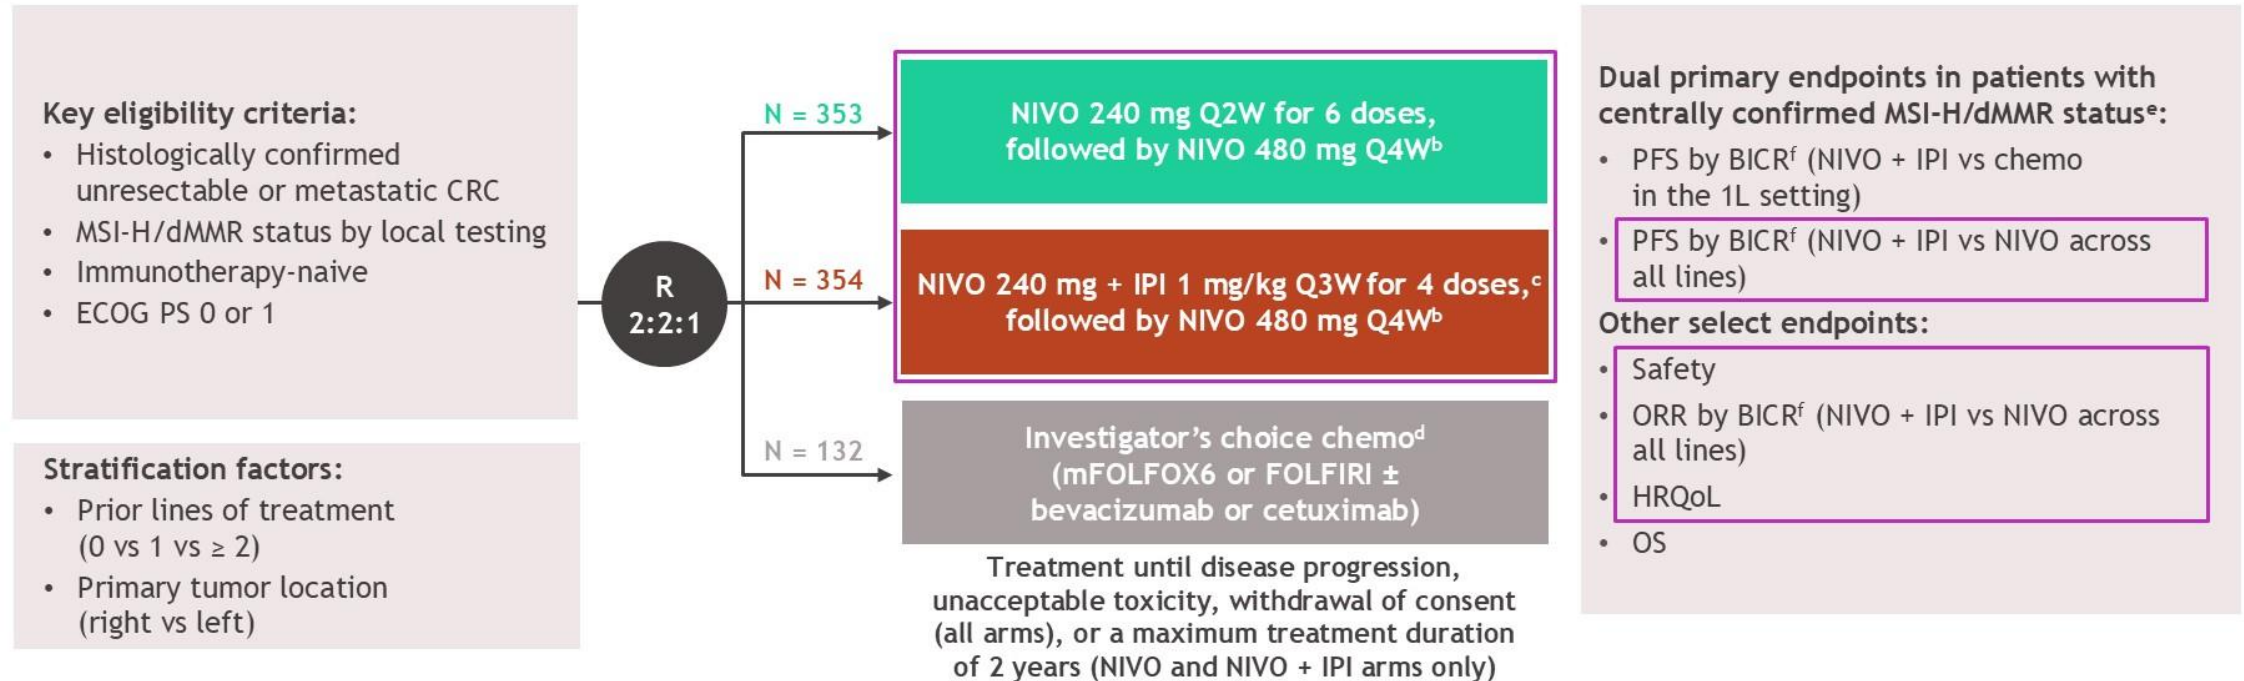 Key eligibility criteria:
• Histologically confirmed
unresectable or metastatic CRC
• MSI-H/dMMR status by local testing
• Immunotherapy-naive
• ECOG PS 0 or 1
Stratification factors:
• Prior lines of treatment
(0 vs 1 vs ≥ 2)
• Primary tumor location
(right vs left)
R
2:2:1
N = 353
NIVO 240 mg Q2W for 6 doses,
followed by NIVO 480 mg Q4Wᵇ
N = 354
NIVO 240 mg + IPI 1 mg/kg Q3W for 4 doses,ᶜ
followed by NIVO 480 mg Q4Wᵇ
N = 132
Investigator’s choice chemoᵈ
(mFOLFOX6 or FOLFIRI ±
bevacizumab or cetuximab)
Treatment until disease progression,
unacceptable toxicity, withdrawal of consent
(all arms), or a maximum treatment duration
of 2 years (NIVO and NIVO + IPI arms only)
Dual primary endpoints in patients with
centrally confirmed MSI-H/dMMR statusᵉ:
• PFS by BICRᶠ (NIVO + IPI vs chemo
in the 1L setting)
• PFS by BICRᶠ (NIVO + IPI vs NIVO across
all lines)
Other select endpoints:
• Safety
• ORR by BICRᶠ (NIVO + IPI vs NIVO across
all lines)
• HRQoL
• OS